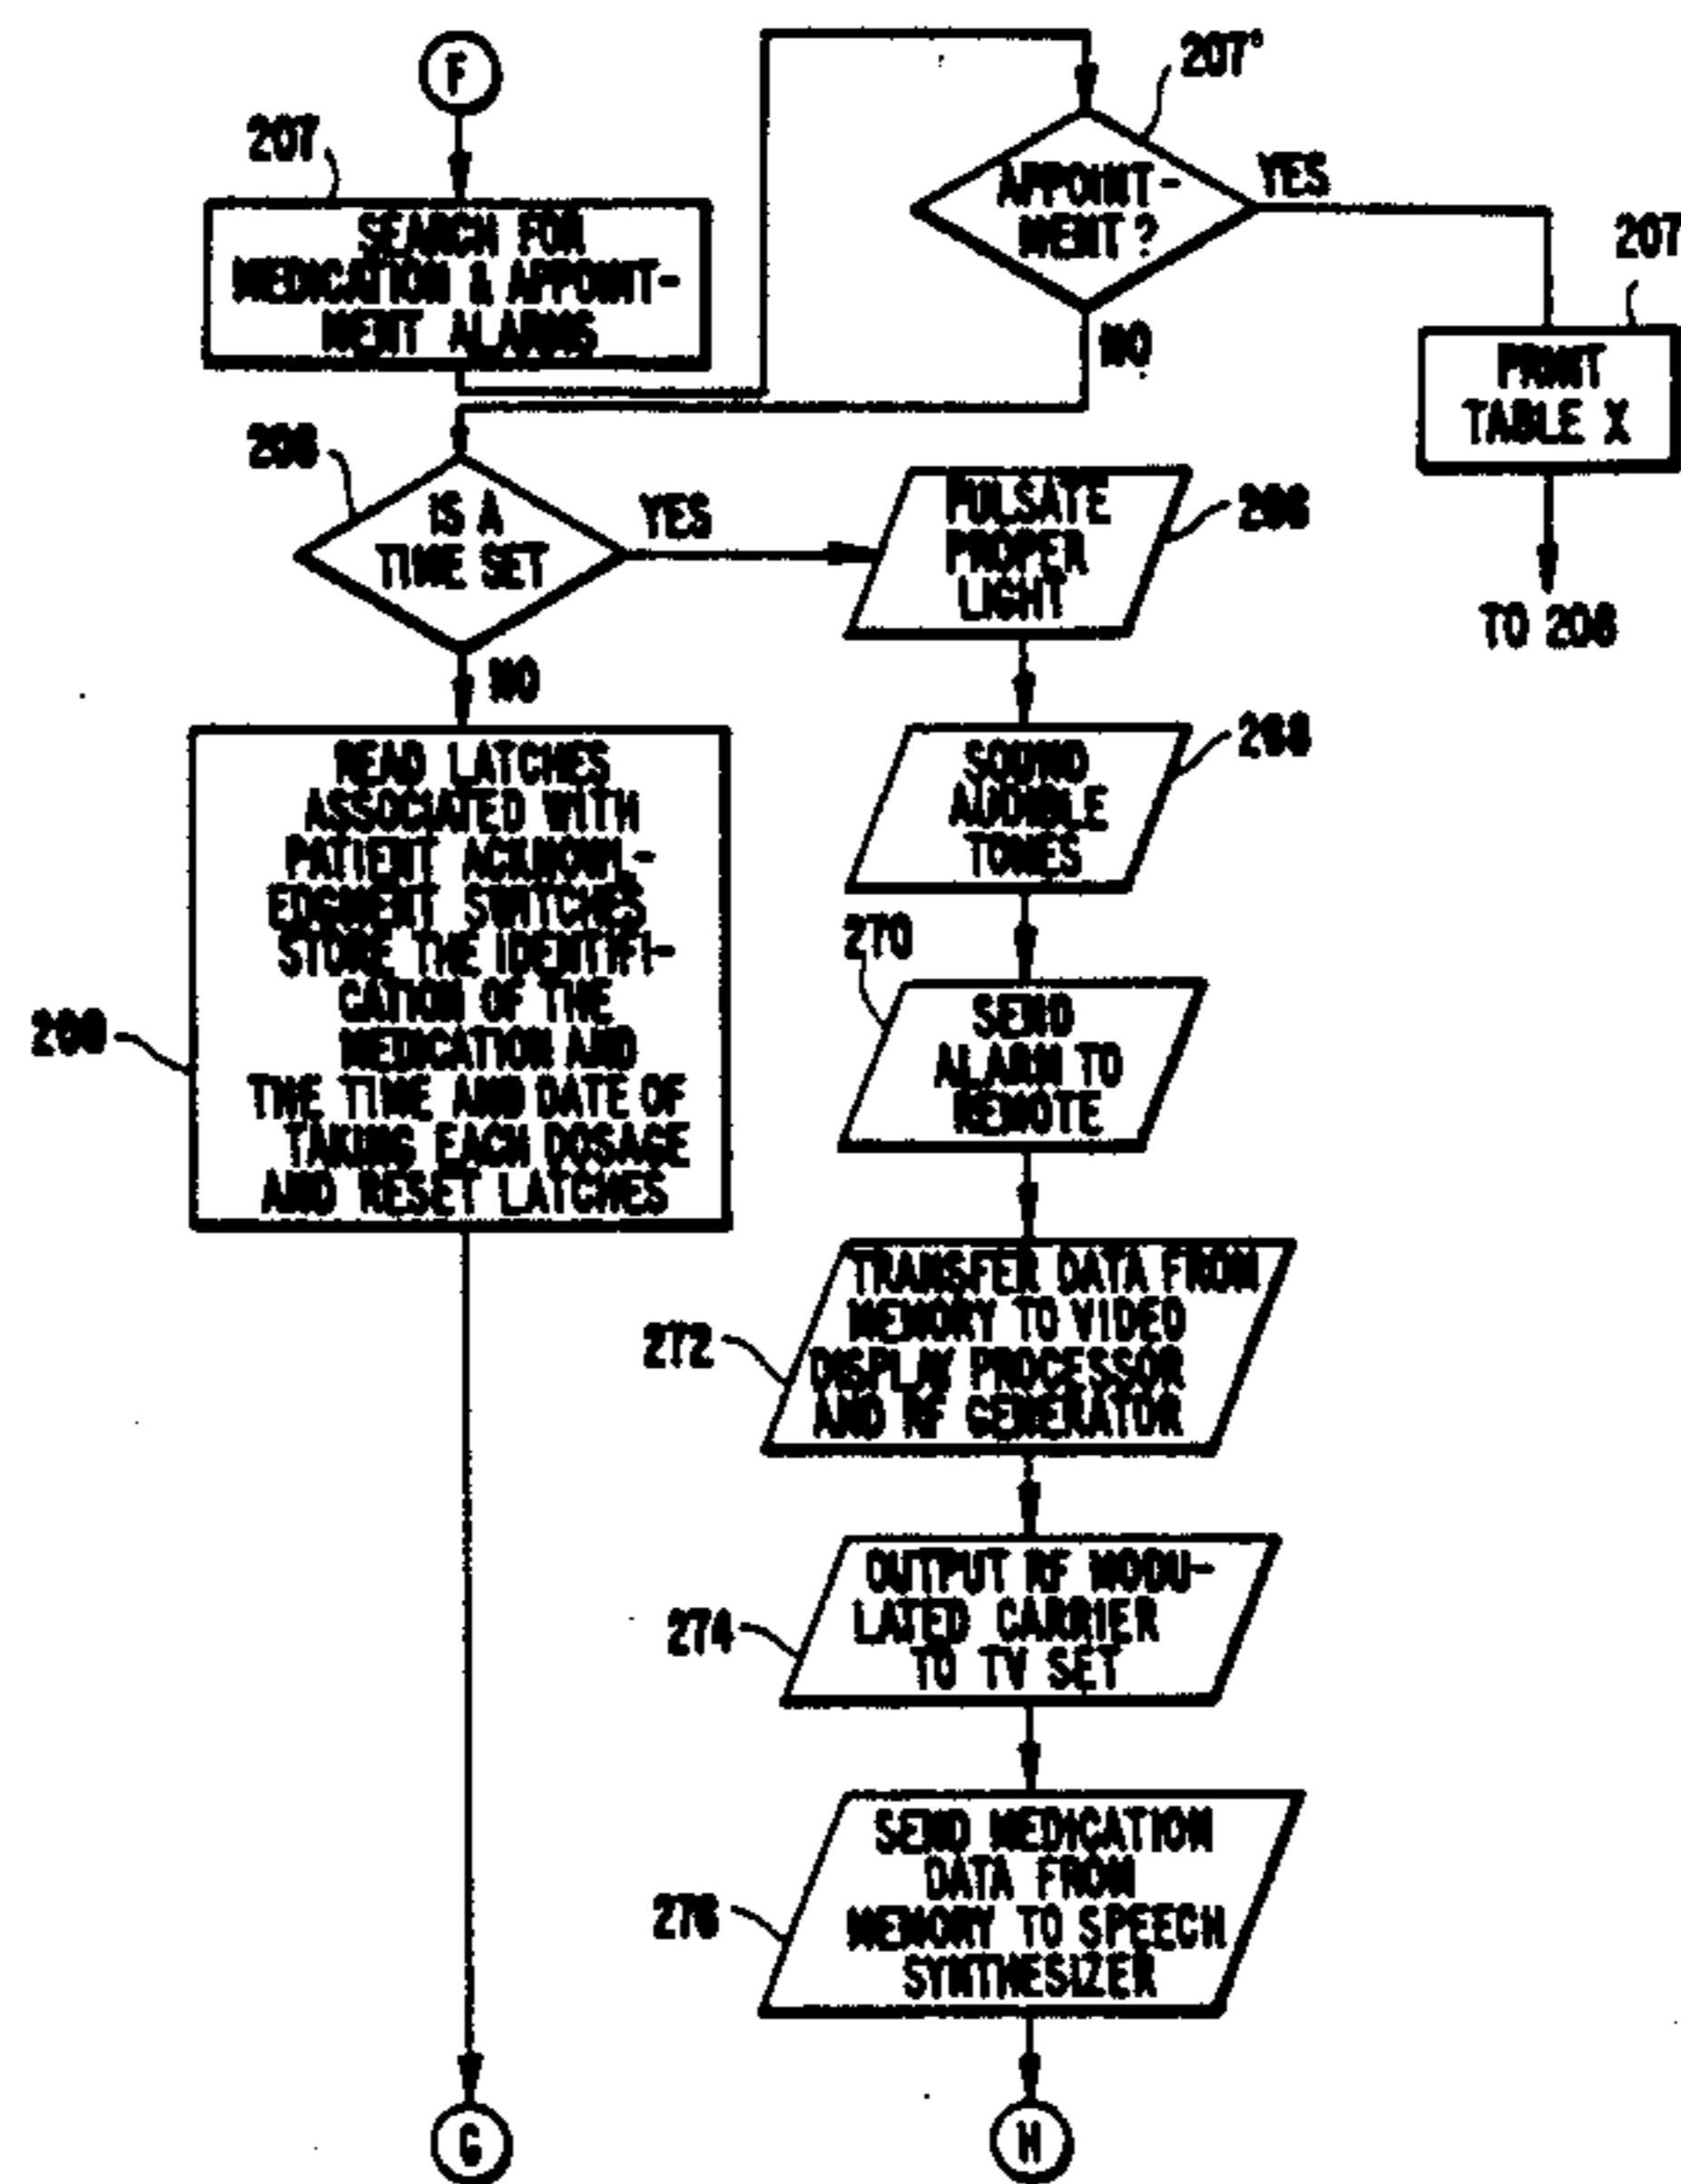 F
207
SEARCH FOR
MEDICATION & APPOINT-
MENT ALARMS
207'
APPOINT-
MENT?
YES
NO
207
PRINT
TABLE X
TO 208
IS A
TIME SET
YES
NO
PULSATE
PROPER
LIGHT
SOUND
AUDIBLE
TONES
270
SEND
ALARM TO
REMOTE
READ LATCHES
ASSOCIATED WITH
PATIENT ACKNOWL-
EDGMENT SWITCHES
STORE THE IDENTIFI-
CATION OF THE
MEDICATION AND
THE TIME AND DATE OF
TAKING EACH DOSAGE
AND RESET LATCHES
272
TRANSFER DATA FROM
MEMORY TO VIDEO
DISPLAY PROCESSOR
AND RF GENERATOR
274
OUTPUT RF MODU-
LATED CARRIER
TO TV SET
276
SEND MEDICATION
DATA FROM
MEMORY TO SPEECH
SYNTHESIZER
G
H